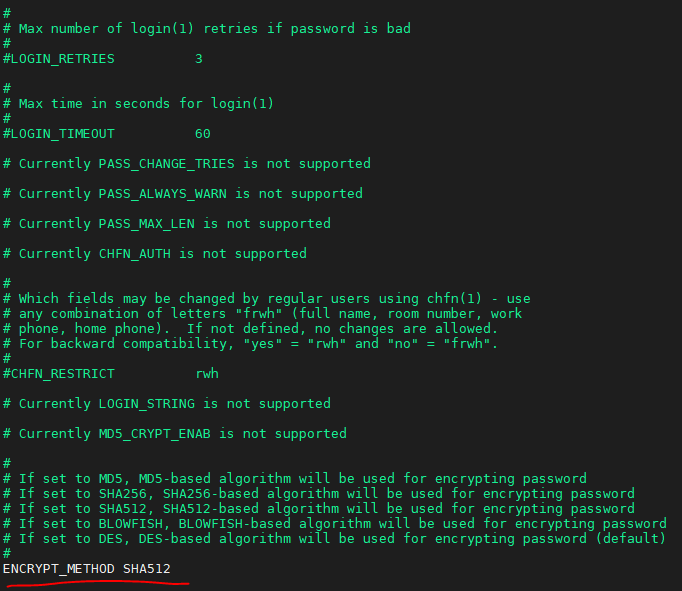 #
# Max number of login(1) retries if password is bad
#
#LOGIN_RETRIES          3
#
# Max time in seconds for login(1)
#
#LOGIN_TIMEOUT          60
# Currently PASS_CHANGE_TRIES is not supported
# Currently PASS_ALWAYS_WARN is not supported
# Currently PASS_MAX_LEN is not supported
# Currently CHFN_AUTH is not supported
#
# Which fields may be changed by regular users using chfn(1) - use
# any combination of letters "frwh" (full name, room number, work
# phone, home phone).  If not defined, no changes are allowed.
# For backward compatibility, "yes" = "rwh" and "no" = "frwh".
#
#CHFN_RESTRICT          rwh
# Currently LOGIN_STRING is not supported
# Currently MD5_CRYPT_ENAB is not supported
#
# If set to MD5, MD5-based algorithm will be used for encrypting password
# If set to SHA256, SHA256-based algorithm will be used for encrypting password
# If set to SHA512, SHA512-based algorithm will be used for encrypting password
# If set to BLOWFISH, BLOWFISH-based algorithm will be used for encrypting password
# If set to DES, DES-based algorithm will be used for encrypting password (default)
#
ENCRYPT_METHOD SHA512